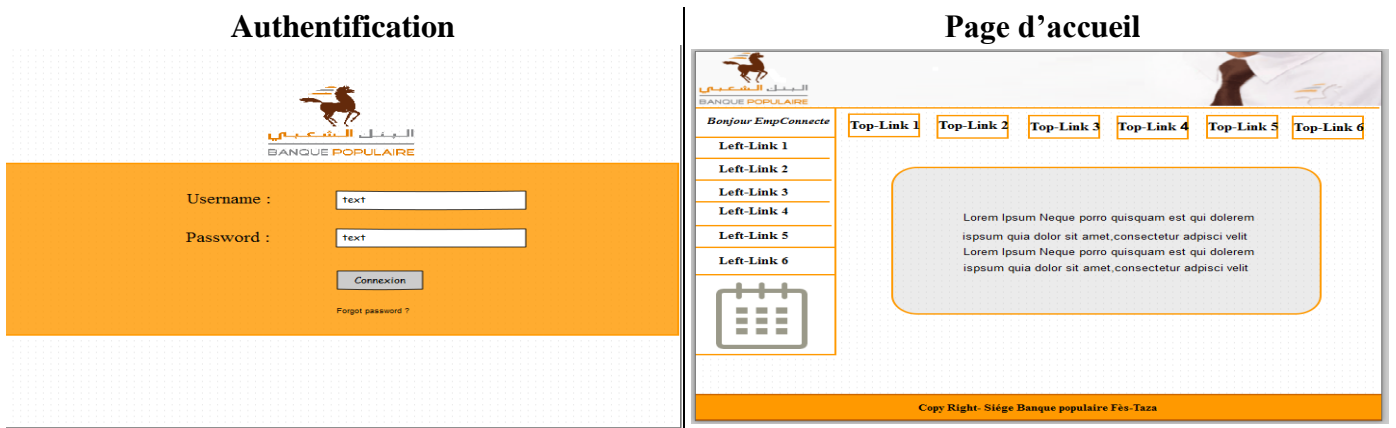 Authentification
البنك الشعبي
BANQUE POPULAIRE
Username :
text
Password :
text
Connexion
Forgot password ?
Page d’accueil
البنك الشعبي
BANQUE POPULAIRE
Bonjour EmpConnecte
Top-Link 1 Top-Link 2 Top-Link 3 Top-Link 4 Top-Link 5 Top-Link 6
Left-Link 1
Left-Link 2
Left-Link 3
Left-Link 4
Left-Link 5
Left-Link 6
Lorem Ipsum Neque porro quisquam est qui dolerem
ispsum quia dolor sit amet,consectetur adpisci velit
Lorem Ipsum Neque porro quisquam est qui dolerem
ispsum quia dolor sit amet,consectetur adpisci velit
Copy Right- Siége Banque populaire Fès-Taza